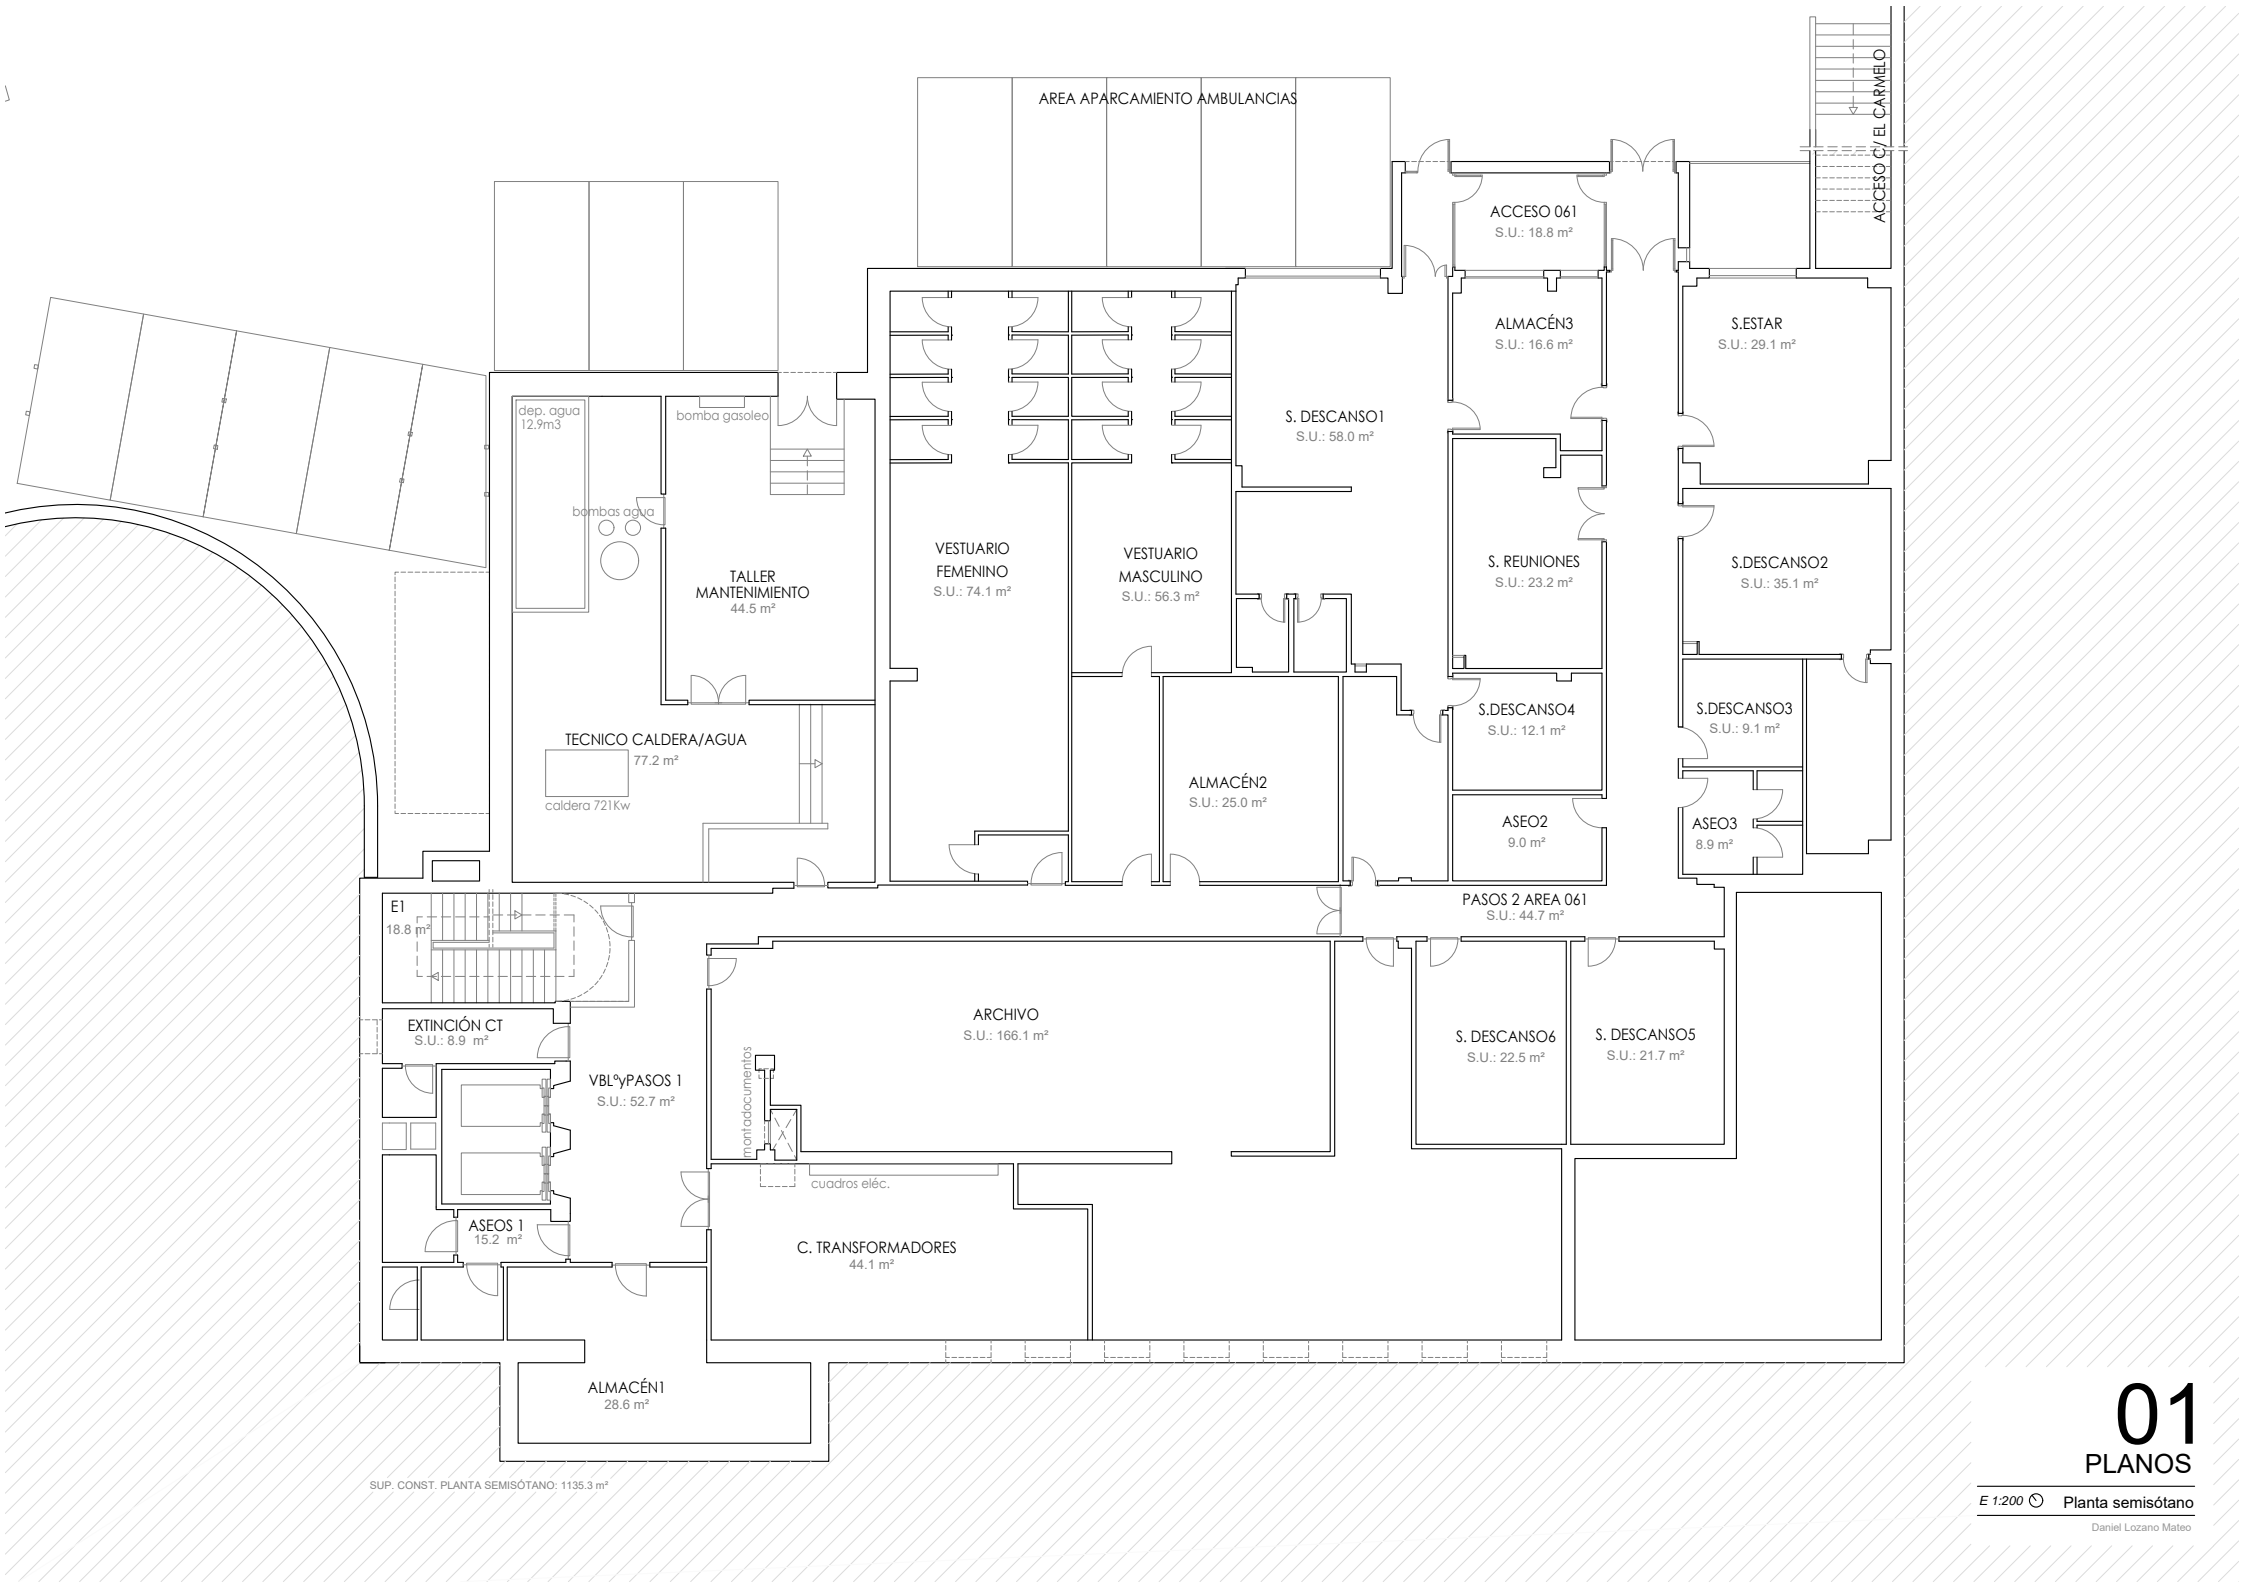 AREA APARCAMIENTO AMBULANCIAS
ACCESO C/ EL CARMELO
ACCESO 061
S.U.: 18.8 m²
ALMACÉN3
S.U.: 16.6 m²
S.ESTAR
S.U.: 29.1 m²
dep. agua
12.9m3
bomba gasoleo
S. DESCANSO1
S.U.: 58.0 m²
bombas agua
VESTUARIO
FEMENINO
S.U.: 74.1 m²
VESTUARIO
MASCULINO
S.U.: 56.3 m²
S. REUNIONES
S.U.: 23.2 m²
S.DESCANSO2
S.U.: 35.1 m²
TALLER
MANTENIMIENTO
44.5 m²
S.DESCANSO4
S.U.: 12.1 m²
S.DESCANSO3
S.U.: 9.1 m²
TECNICO CALDERA/AGUA
77.2 m²
caldera 721Kw
ALMACÉN2
S.U.: 25.0 m²
ASEO2
9.0 m²
ASEO3
8.9 m²
E1
18.8 m²
PASOS 2 AREA 061
S.U.: 44.7 m²
EXTINCIÓN CT
S.U.: 8.9 m²
ARCHIVO
S.U.: 166.1 m²
S. DESCANSO6
S.U.: 22.5 m²
S. DESCANSO5
S.U.: 21.7 m²
VBLºyPASOS 1
S.U.: 52.7 m²
montadocumentos
cuadros eléc.
ASEOS 1
15.2 m²
C. TRANSFORMADORES
44.1 m²
ALMACÉN1
28.6 m²
SUP. CONST. PLANTA SEMISÓTANO: 1135.3 m²
01
PLANOS
E 1:200 Planta semisótano
Daniel Lozano Mateo